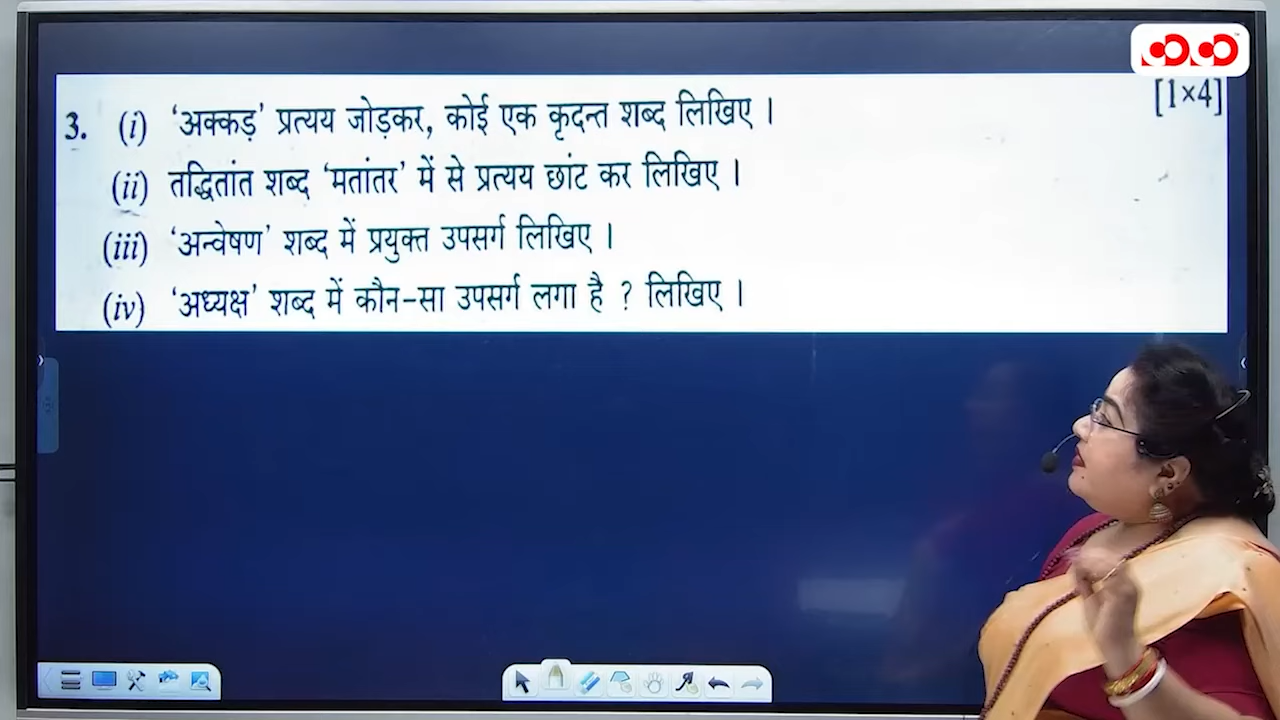 [1×4]
3. (i) ‘अक्कड़’ प्रत्यय जोड़कर, कोई एक कृदन्त शब्द लिखिए ।
(ii) तद्धितांत शब्द ‘मतांतर’ में से प्रत्यय छांट कर लिखिए ।
(iii) ‘अन्वेषण’ शब्द में प्रयुक्त उपसर्ग लिखिए ।
(iv) ‘अध्यक्ष’ शब्द में कौन-सा उपसर्ग लगा है ? लिखिए ।